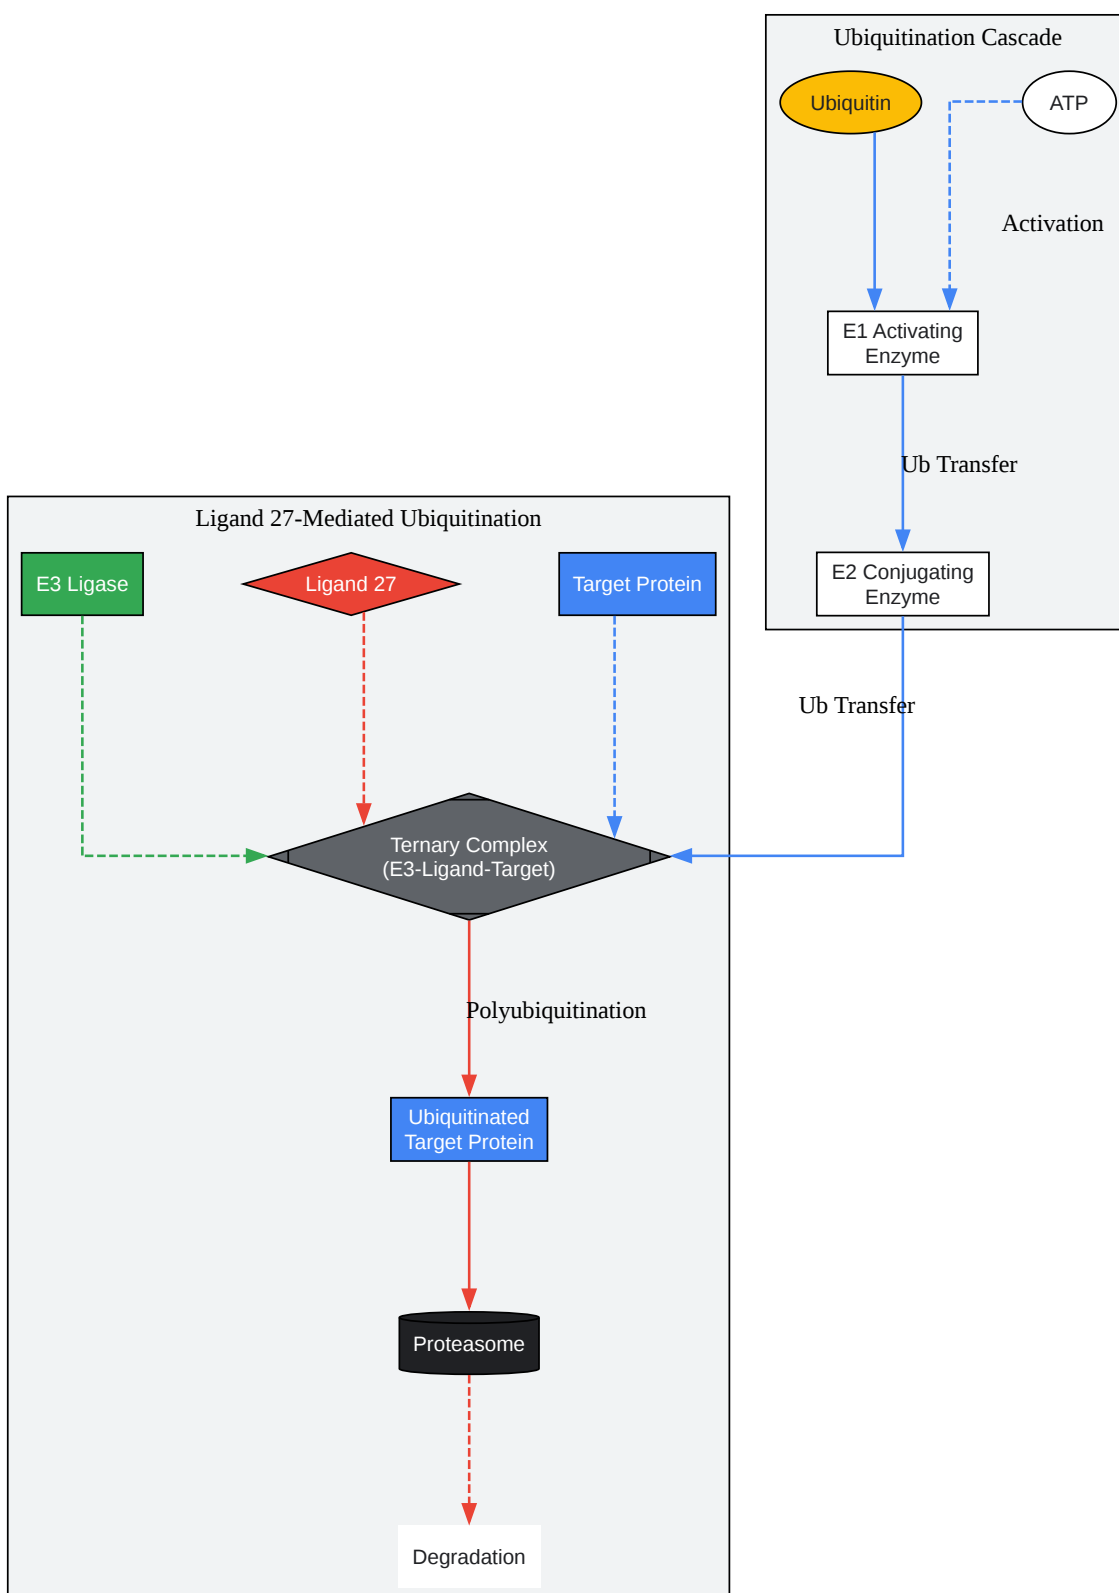 Ubiquitination Cascade
Ubiquitin
ATP
Activation
E1 Activating
Enzyme
Ub Transfer
E2 Conjugating
Enzyme
Ub Transfer
Ligand 27-Mediated Ubiquitination
E3 Ligase
Ligand 27
Target Protein
Ternary Complex
(E3-Ligand-Target)
Polyubiquitination
Ubiquitinated
Target Protein
Proteasome
Degradation